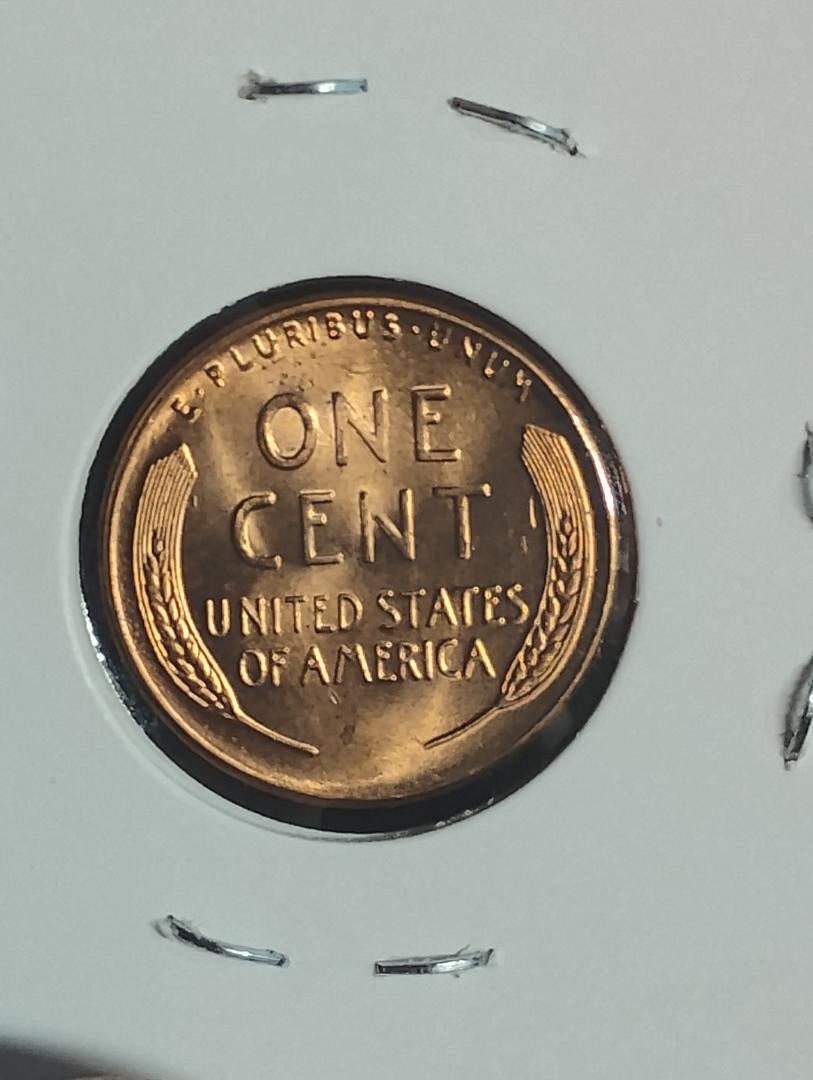 E·PLURIBUS·UNUM
ONE
CENT
UNITED STATES
OF AMERICA